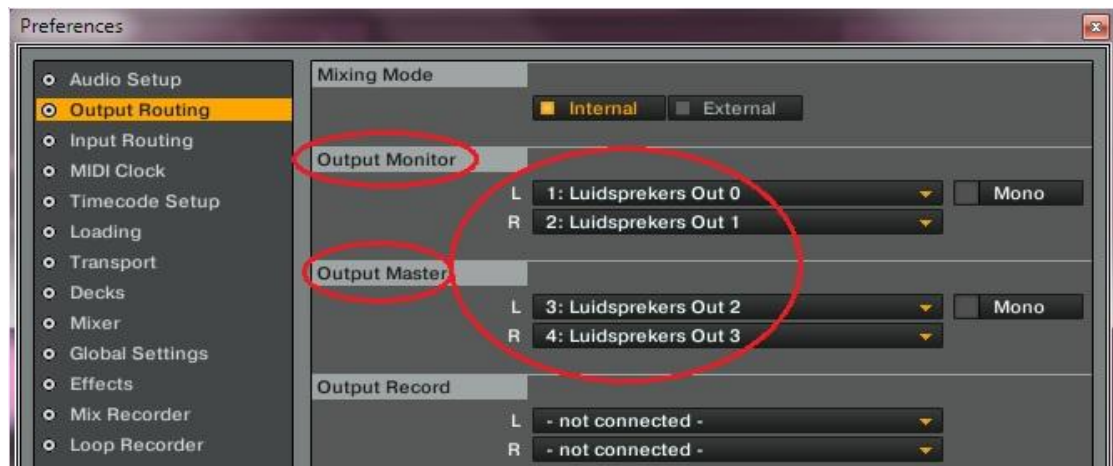 Preferences
Audio Setup
Output Routing
Input Routing
MIDI Clock
Timecode Setup
Loading
Transport
Decks
Mixer
Global Settings
Effects
Mix Recorder
Loop Recorder
Mixing Mode
Internal External
Output Monitor
L 1: Luidsprekers Out 0 Mono
R 2: Luidsprekers Out 1
Output Master
L 3: Luidsprekers Out 2 Mono
R 4: Luidsprekers Out 3
Output Record
L - not connected -
R - not connected -